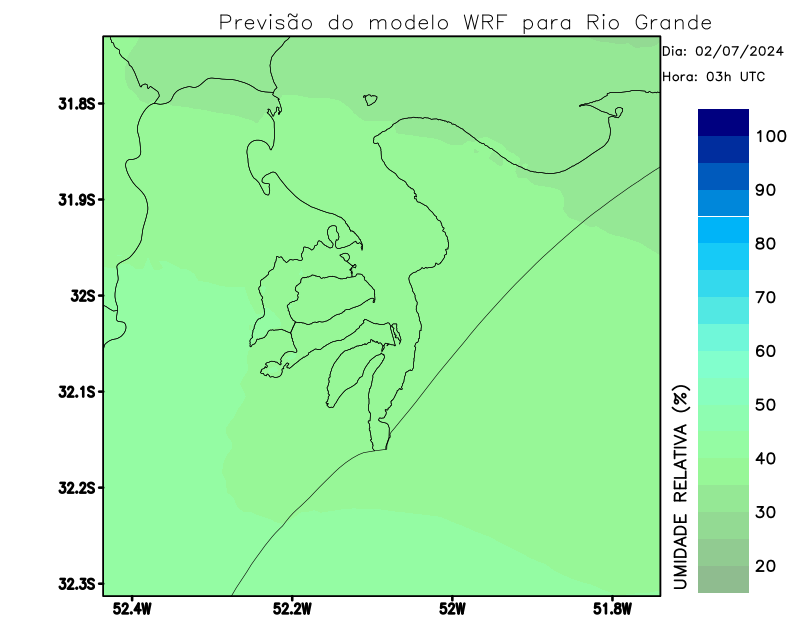 Previsão do modelo WRF para Rio Grande
Dia: 02/07/2024
Hora: 03h UTC
31.8S
31.9S
32S
32.1S
32.2S
32.3S
52.4W
52.2W
52W
51.8W
UMIDADE RELATIVA (%)
100
90
80
70
60
50
40
30
20